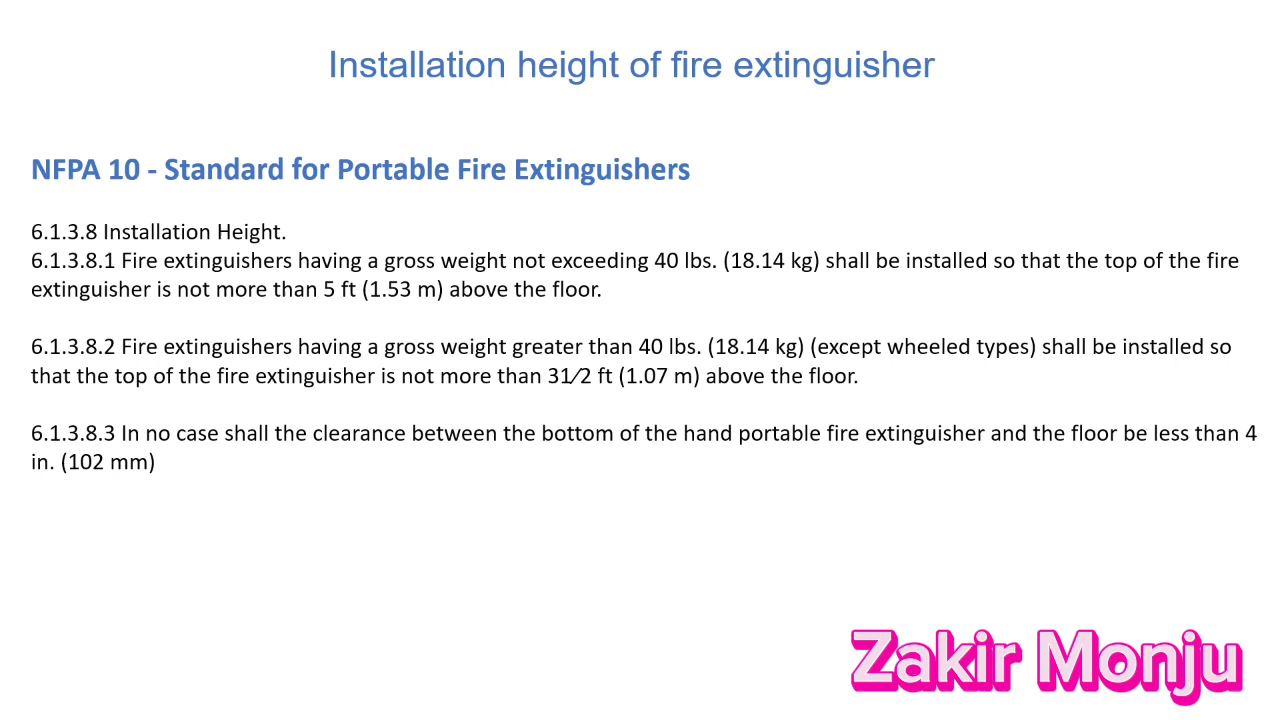 Installation height of fire extinguisher
NFPA 10 - Standard for Portable Fire Extinguishers
6.1.3.8 Installation Height.
6.1.3.8.1 Fire extinguishers having a gross weight not exceeding 40 lbs. (18.14 kg) shall be installed so that the top of the fire
extinguisher is not more than 5 ft (1.53 m) above the floor.
6.1.3.8.2 Fire extinguishers having a gross weight greater than 40 lbs. (18.14 kg) (except wheeled types) shall be installed so
that the top of the fire extinguisher is not more than 31⁄2 ft (1.07 m) above the floor.
6.1.3.8.3 In no case shall the clearance between the bottom of the hand portable fire extinguisher and the floor be less than 4
in. (102 mm)
Zakir Monju